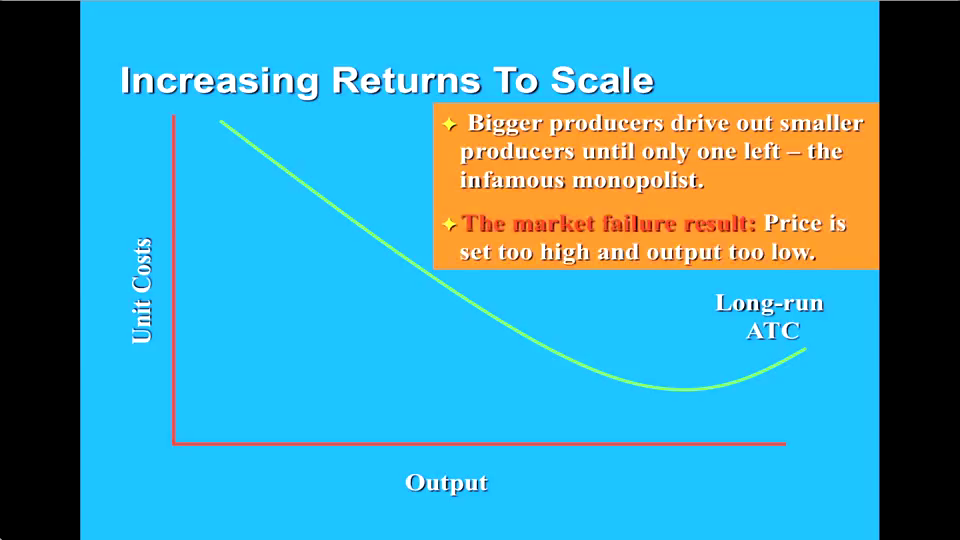 Increasing Returns To Scale
✦ Bigger producers drive out smaller
producers until only one left – the
infamous monopolist.
✦ The market failure result: Price is
set too high and output too low.
Unit Costs
Long-run
ATC
Output